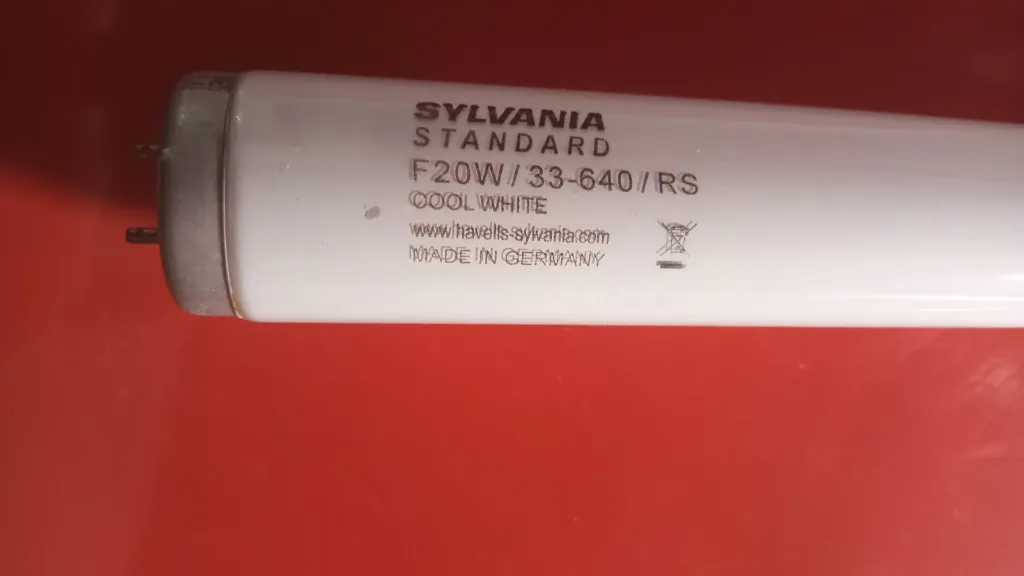 SYLVANIA
STANDARD
F20W/33-640/RS
COOL WHITE
www.havells-sylvania.com
MADE IN GERMANY